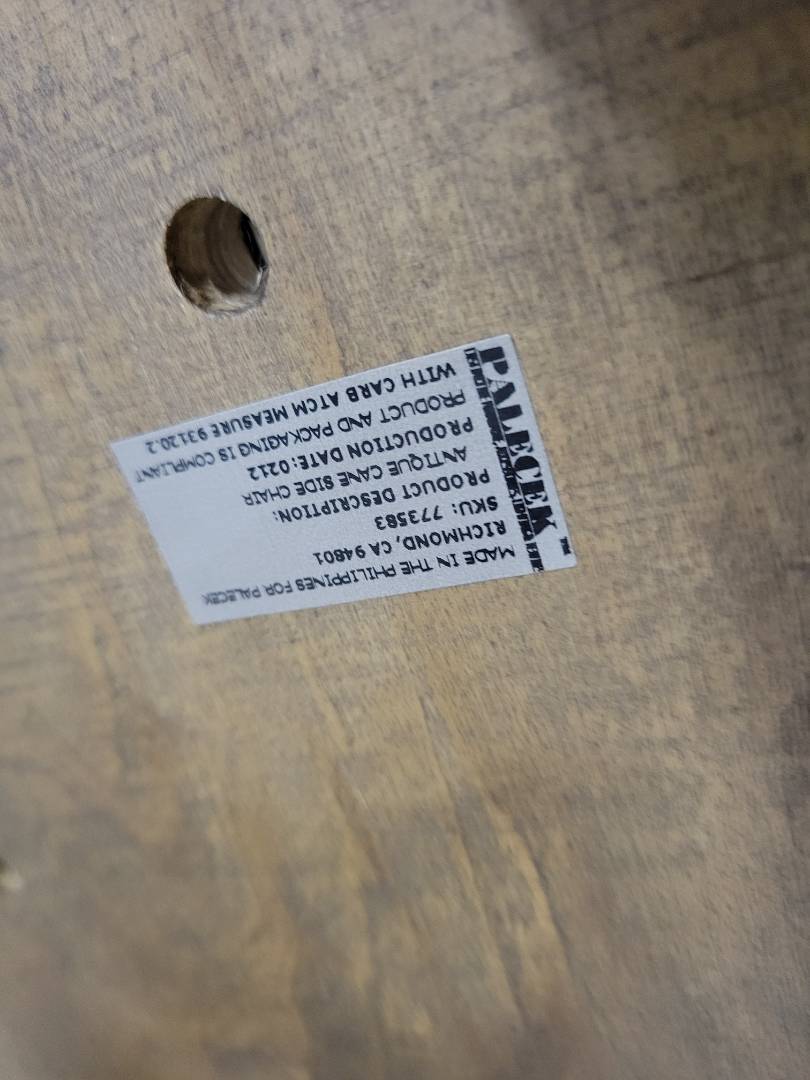 PALECEK™
MADE IN THE PHILIPPINES FOR PALECEK
RICHMOND, CA 94801
SKU: 773583
PRODUCT DESCRIPTION:
ANTIQUE CANE SIDE CHAIR
PRODUCTION DATE:0212
PRODUCT AND PACKAGING IS COMPLIANT
WITH CARB ATCM MEASURE 93120.2